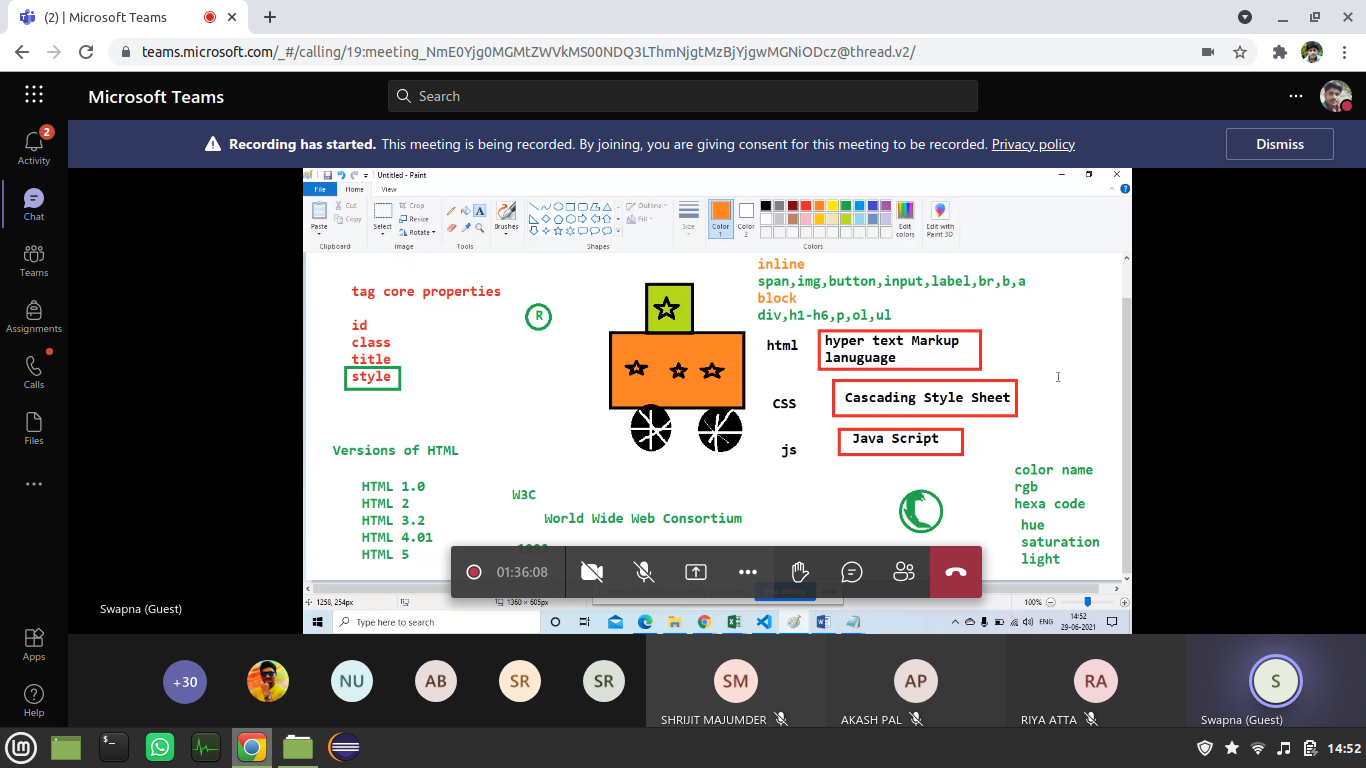 (2) | Microsoft Teams
teams.microsoft.com/_#/calling/19:meeting_NmE0Yjg0MGMtZWVkMS00NDQ3LThmNjgtMzBjYjgwMGNiODcz@thread.v2/
Microsoft Teams
Search
2
Activity
Chat
Teams
Assignments
Calls
Files
Apps
Help
Recording has started. This meeting is being recorded. By joining, you are giving consent for this meeting to be recorded. Privacy policy
Dismiss
Untitled - Paint
File
Home
View
Paste
Cut
Copy
Clipboard
Select
Crop
Resize
Rotate
Image
A
Tools
Brushes
Shapes
Outline
Fill
Size
Color 1
Color 2
Colors
Edit colors
Edit with Paint 3D
tag core properties
id
class
title
style
R
inline
span,img,button,input,label,br,b,a
block
div,h1-h6,p,ol,ul
html
hyper text Markup
lanuguage
CSS
Cascading Style Sheet
js
Java Script
Versions of HTML
HTML 1.0
HTML 2
HTML 3.2
HTML 4.01
HTML 5
W3C
World Wide Web Consortium
color name
rgb
hexa code
hue
saturation
light
01:36:08
1258, 254px
1360 × 605px
100%
Type here to search
ENG
14:52
29-06-2021
Swapna (Guest)
+30
NU
AB
SR
SR
SM
SHRIJIT MAJUMDER
AP
AKASH PAL
RA
RIYA ATTA
S
Swapna (Guest)
14:52